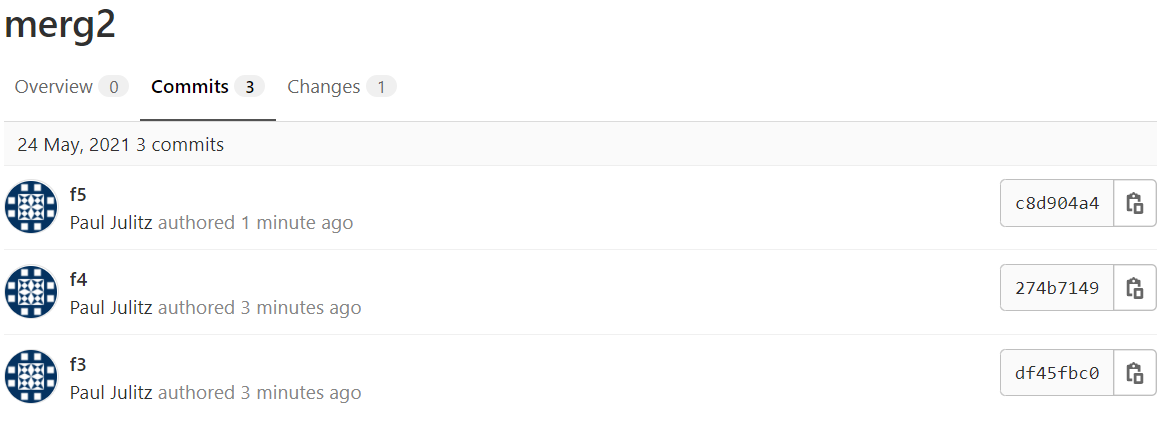 merg2
Overview 0 Commits 3 Changes 1
24 May, 2021 3 commits
f5
Paul Julitz authored 1 minute ago
c8d904a4
f4
Paul Julitz authored 3 minutes ago
274b7149
f3
Paul Julitz authored 3 minutes ago
df45fbc0